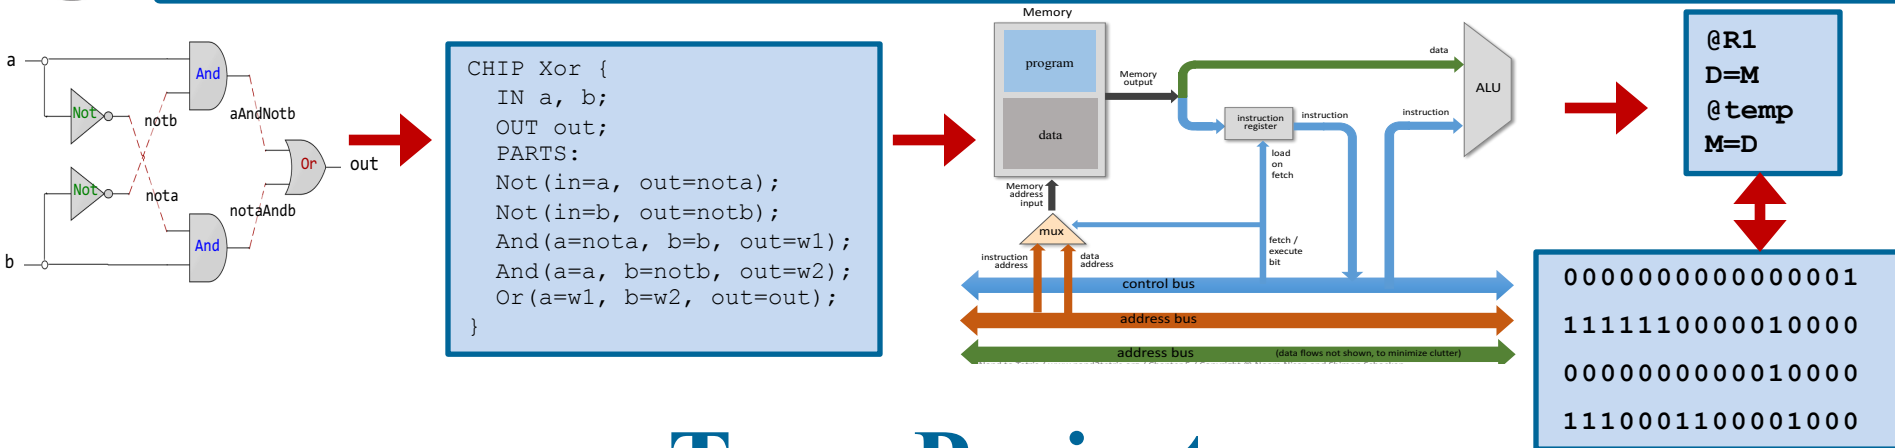 a
b
Not
Not
And
And
notb
nota
aAndNotb
notaAndb
Or
out
CHIP Xor {
IN a, b;
OUT out;
PARTS:
Not(in=a, out=nota);
Not(in=b, out=notb);
And(a=nota, b=b, out=w1);
And(a=a, b=notb, out=w2);
Or(a=w1, b=w2, out=out);
}
Memory
program
data
Memory
output
data
ALU
instruction
register
instruction
instruction
load
on
fetch
Memory
address
input
mux
instruction
address
data
address
fetch /
execute
bit
control bus
address bus
address bus
(data flows not shown, to minimize clutter)
@R1
D=M
@temp
M=D
0000000000000001
1111110000010000
0000000000010000
1110001100001000